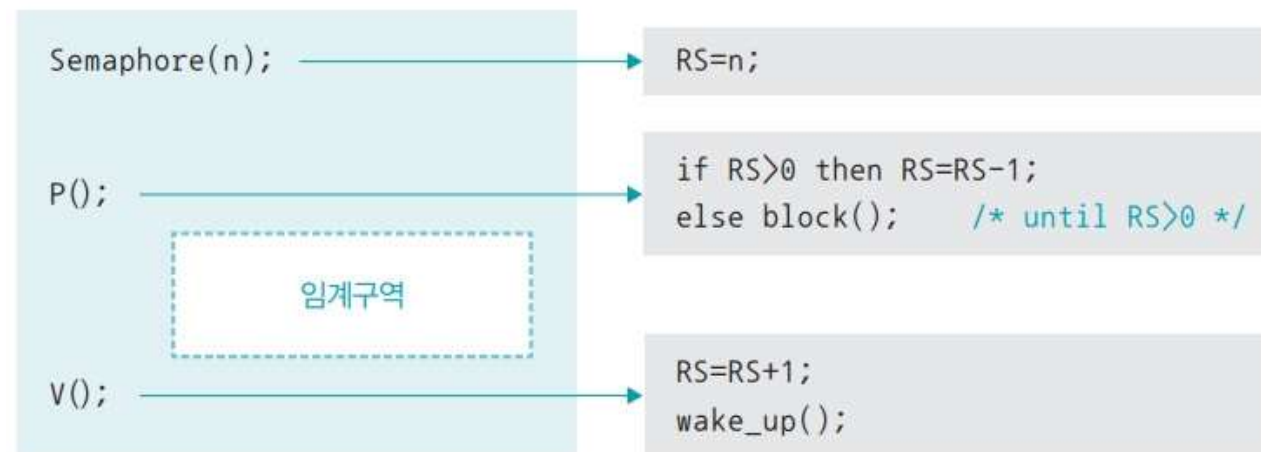 Semaphore(n);
RS=n;
P();
if RS>0 then RS=RS-1;
else block(); /* until RS>0 */
임계구역
V();
RS=RS+1;
wake_up();